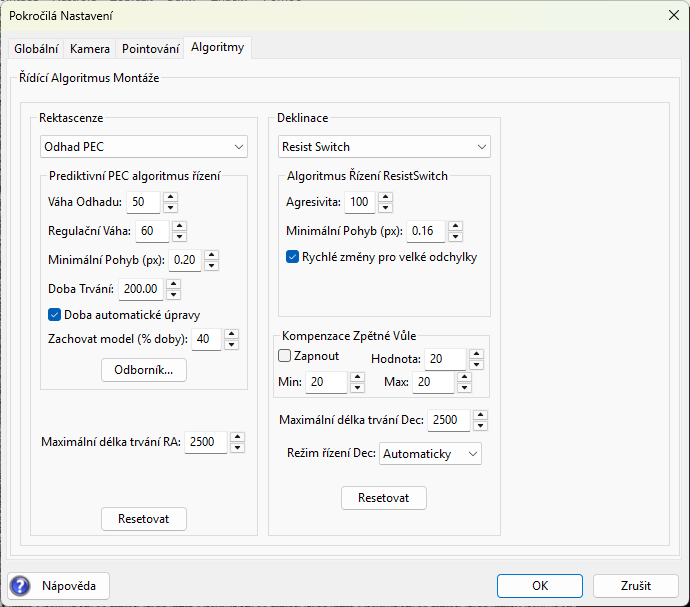 Pokročilá Nastavení
Globální Kamera Pointování Algoritmy
Řídící Algoritmus Montáže
Rektascenze
Odhad PEC
Prediktivní PEC algoritmus řízení
Váha Odhadu: 50
Regulační Váha: 60
Minimální Pohyb (px): 0.20
Doba Trvání: 200.00
Doba automatické úpravy
Zachovat model (% doby): 40
Odborník...
Maximální délka trvání RA: 2500
Resetovat
Deklinace
Resist Switch
Algoritmus Řízení ResistSwitch
Agresivita: 100
Minimální Pohyb (px): 0.16
Rychlé změny pro velké odchylky
Kompenzace Zpětné Vůle
Zapnout Hodnota: 20
Min: 20 Max: 20
Maximální délka trvání Dec: 2500
Režim řízení Dec: Automaticky
Resetovat
Nápověda OK Zrušit